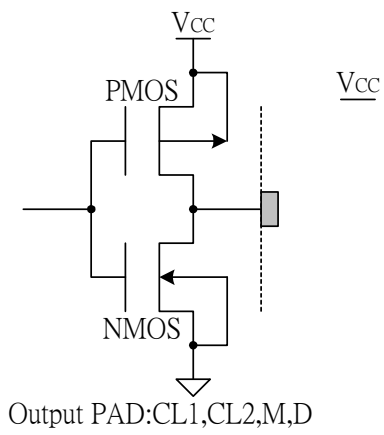 VCC
VCC
PMOS
NMOS
Output PAD:CL1,CL2,M,D